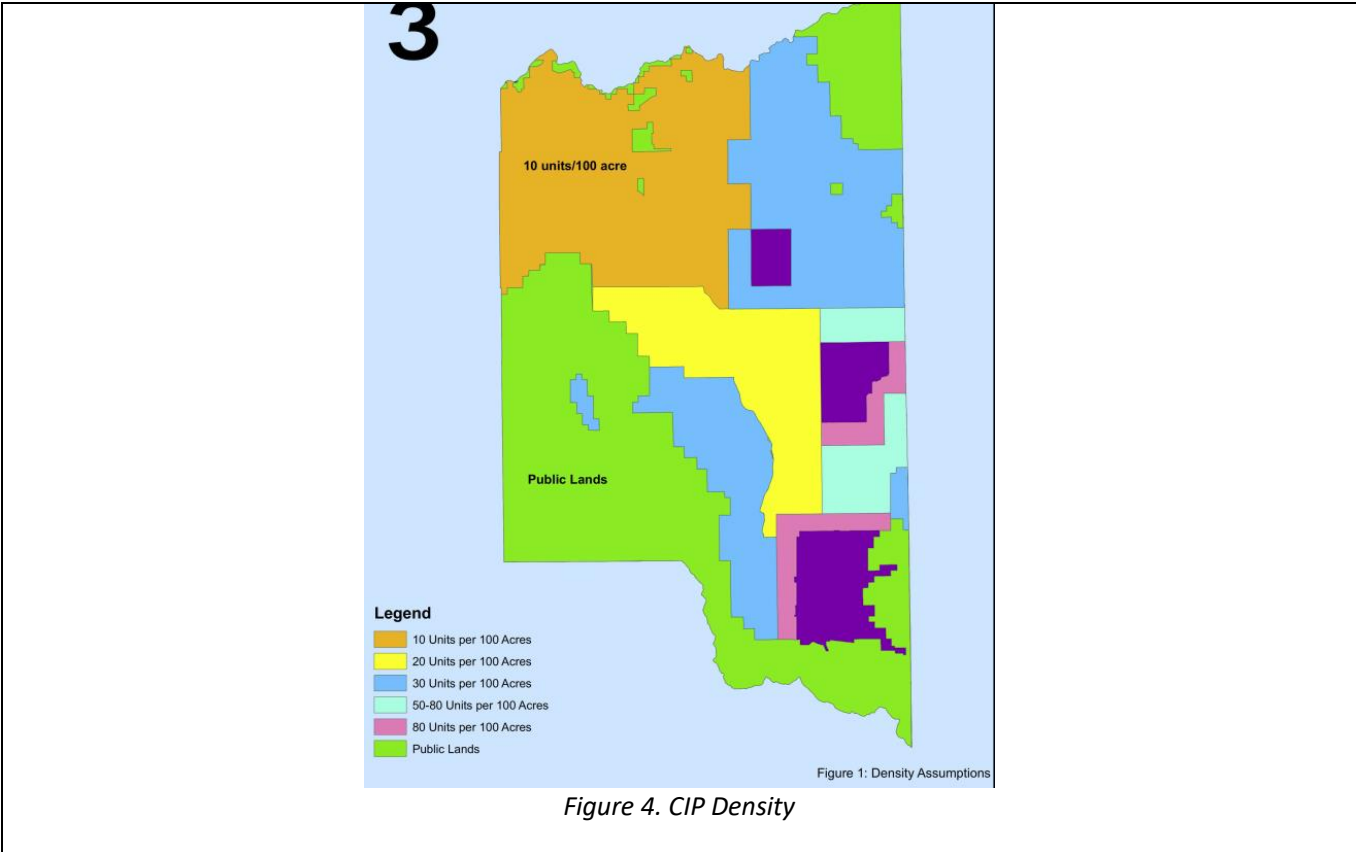 3
10 units/100 acre
Public Lands
Legend
10 Units per 100 Acres
20 Units per 100 Acres
30 Units per 100 Acres
50-80 Units per 100 Acres
80 Units per 100 Acres
Public Lands
Figure 1: Density Assumptions
Figure 4. CIP Density